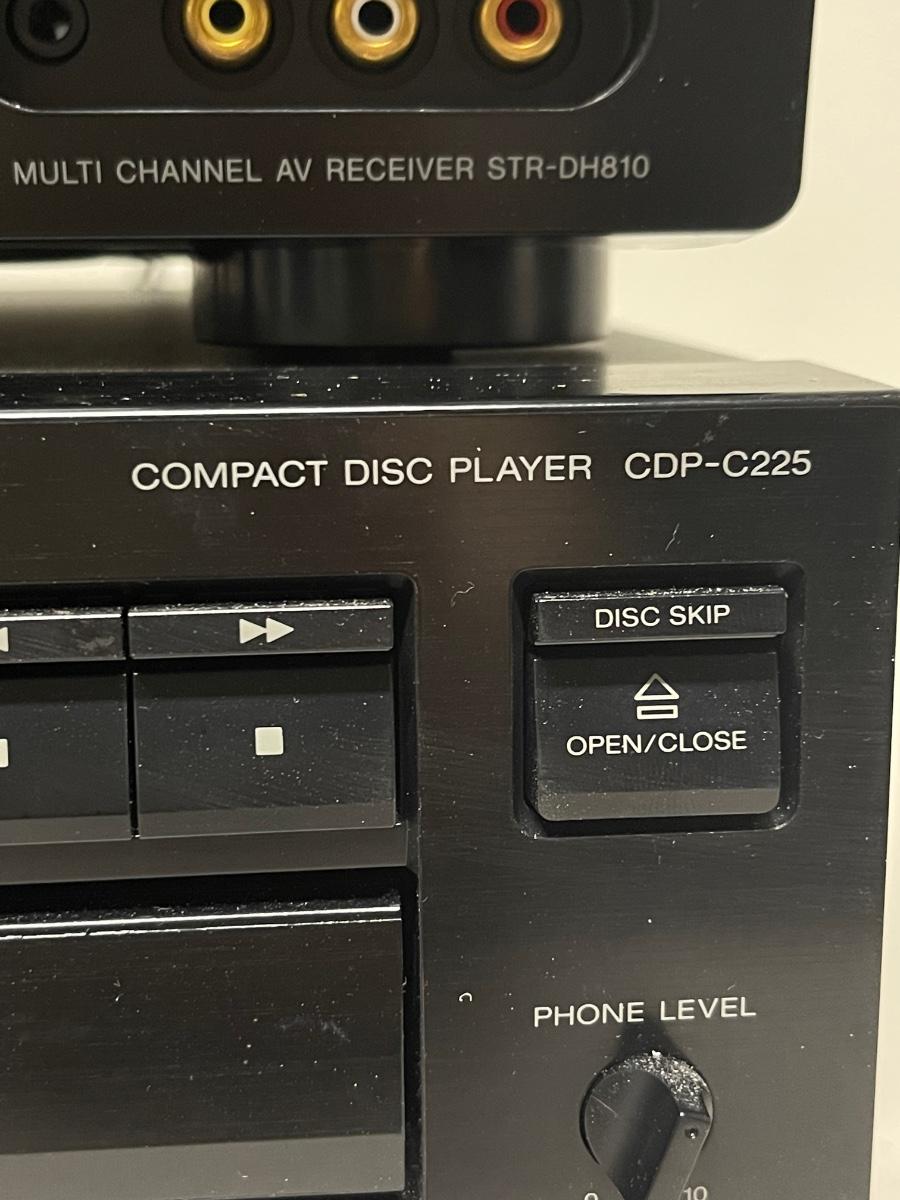 MULTI CHANNEL AV RECEIVER STR-DH810
COMPACT DISC PLAYER CDP-C225
DISC SKIP
OPEN/CLOSE
PHONE LEVEL
0 10